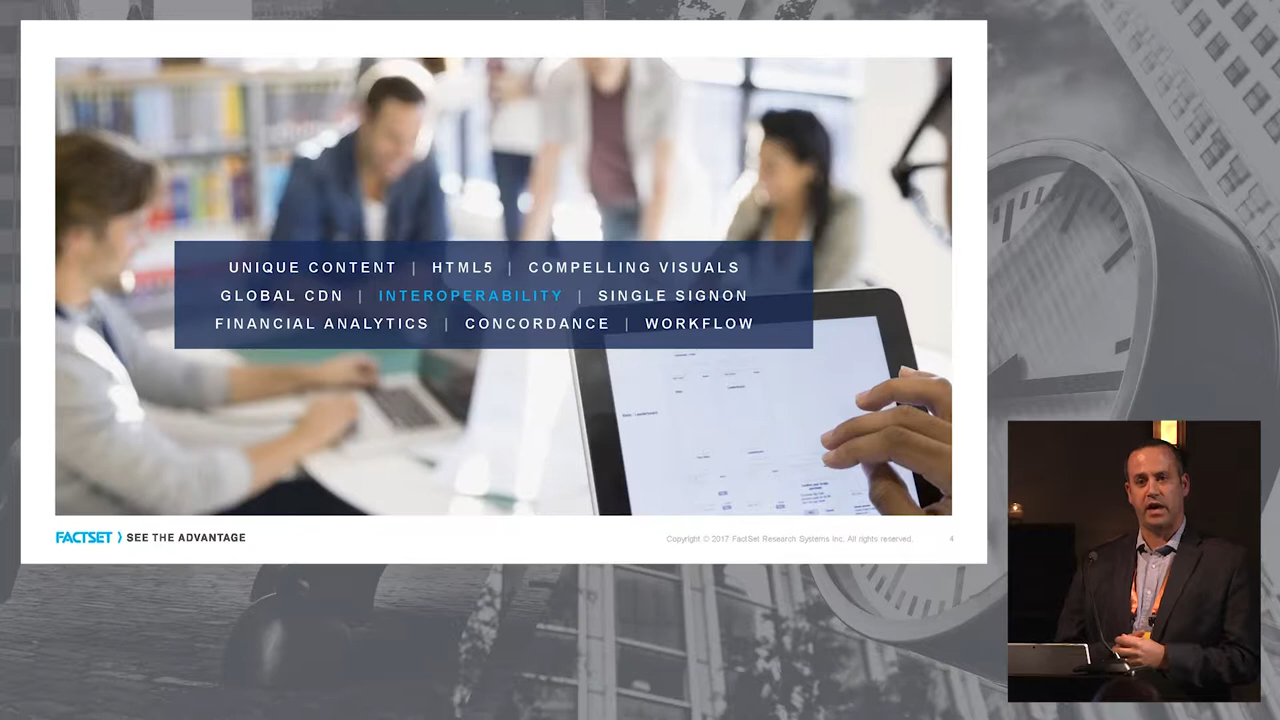 UNIQUE CONTENT | HTML5 | COMPELLING VISUALS
GLOBAL CDN | INTEROPERABILITY | SINGLE SIGNON
FINANCIAL ANALYTICS | CONCORDANCE | WORKFLOW
FACTSET ⟩ SEE THE ADVANTAGE
Copyright © 2017 FactSet Research Systems Inc. All rights reserved. 4